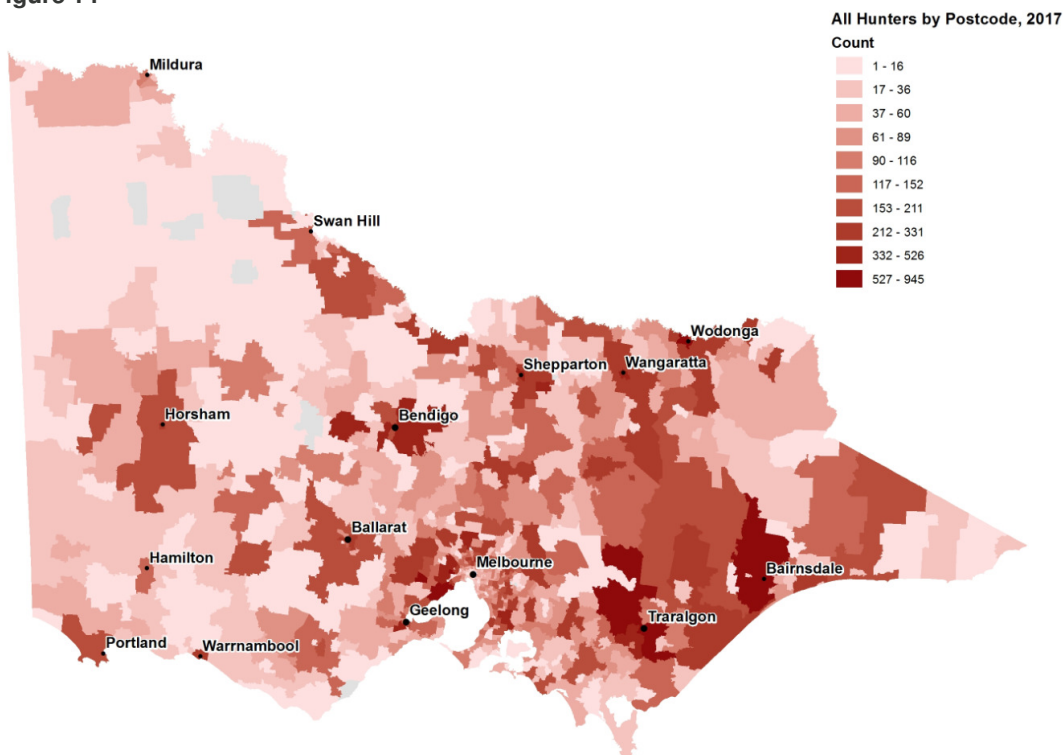 All Hunters by Postcode, 2017
Count
1 - 16
17 - 36
37 - 60
61 - 89
90 - 116
117 - 152
153 - 211
212 - 331
332 - 526
527 - 945
Mildura
Swan Hill
Wodonga
Shepparton
Wangaratta
Horsham
Bendigo
Ballarat
Melbourne
Hamilton
Bairnsdale
Geelong
Traralgon
Portland
Warrnambool